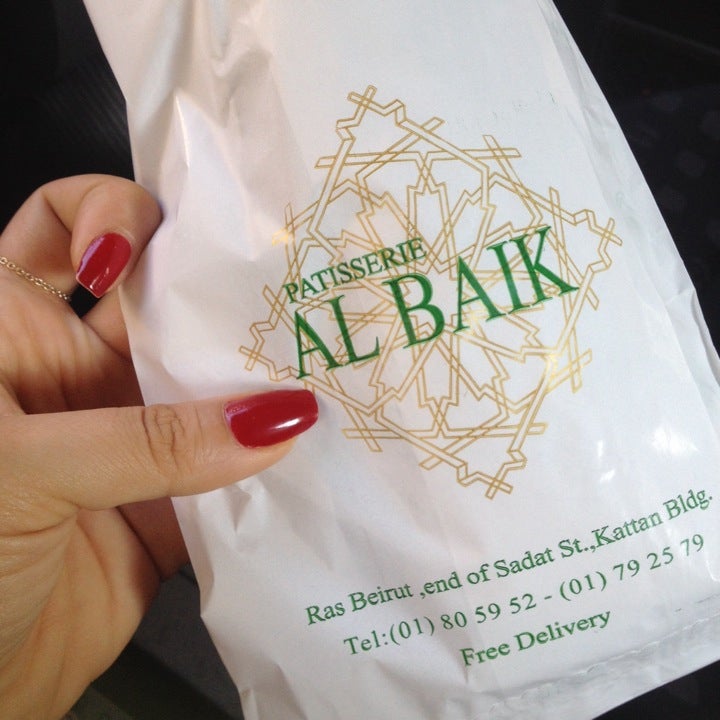 PATISSERIE
AL BAIK
Ras Beirut ,end of Sadat St.,Kattan Bldg.
Tel:(01) 80 59 52 - (01) 79 25 79
Free Delivery